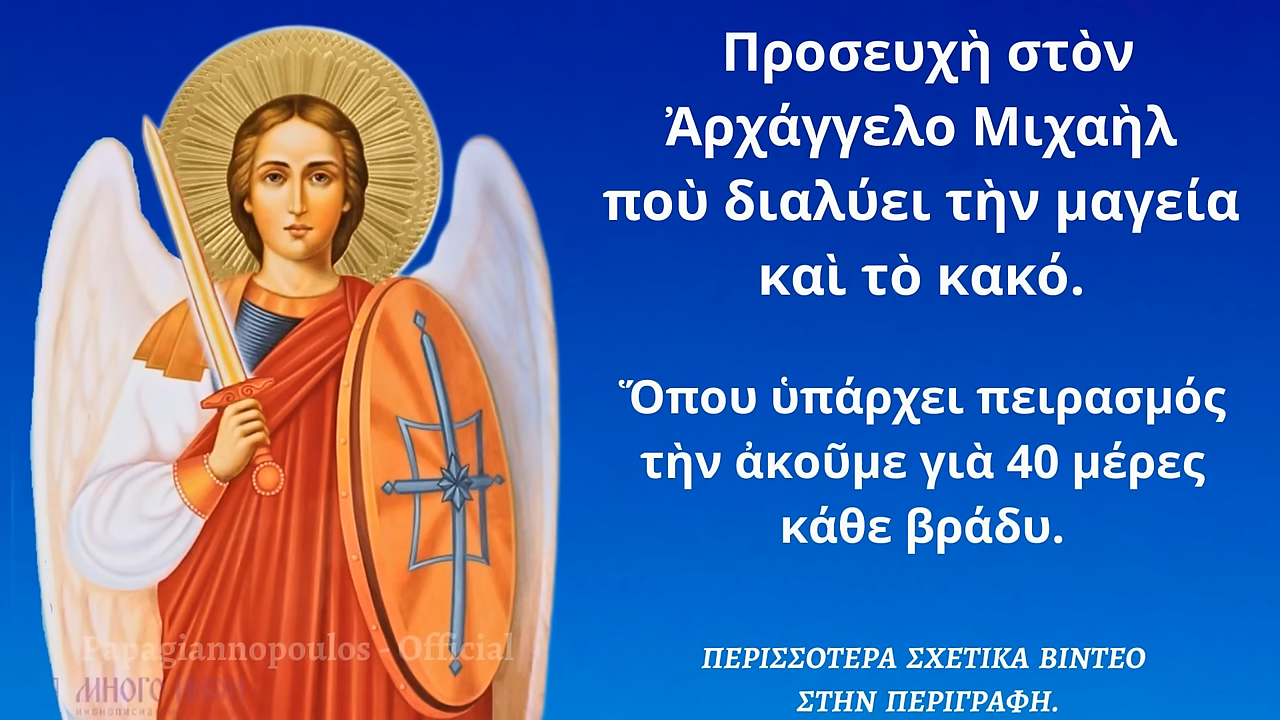 Προσευχὴ στὸν
Ἀρχάγγελο Μιχαὴλ
ποὺ διαλύει τὴν μαγεία
καὶ τὸ κακό.
Ὅπου ὑπάρχει πειρασμός
τὴν ἀκοῦμε γιὰ 40 μέρες
κάθε βράδυ.
ΠΕΡΙΣΣΟΤΕΡΑ ΣΧΕΤΙΚΑ ΒΙΝΤΕΟ
ΣΤΗΝ ΠΕΡΙΓΡΑΦΗ.
Papagiannopoulos - Official
МНОГО